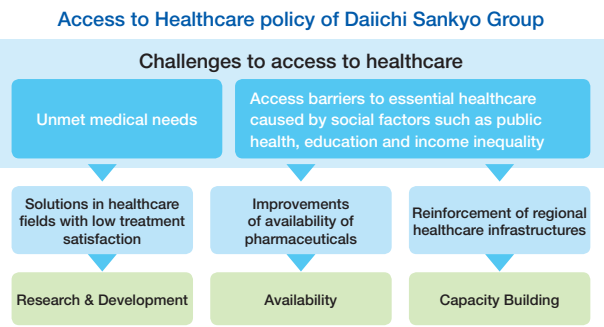 Access to Healthcare policy of Daiichi Sankyo Group
Challenges to access to healthcare
Unmet medical needs
Access barriers to essential healthcare
caused by social factors such as public
health, education and income inequality
Solutions in healthcare
fields with low treatment
satisfaction
Improvements
of availability of
pharmaceuticals
Reinforcement of regional
healthcare infrastructures
Research & Development
Availability
Capacity Building